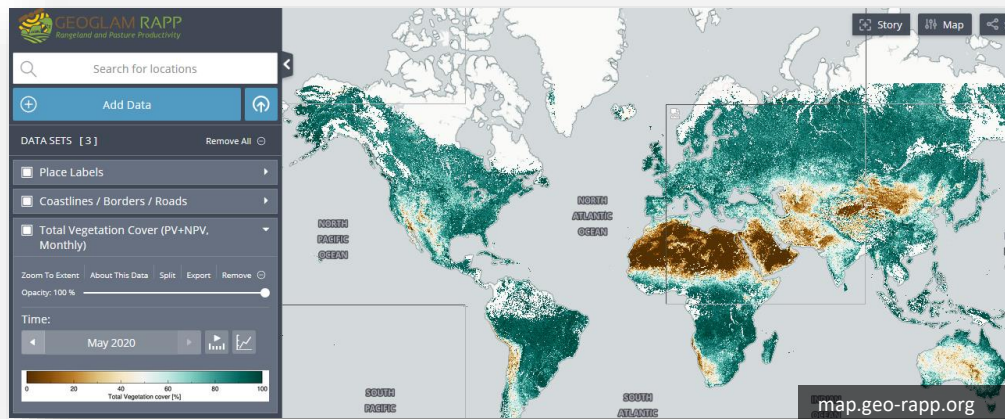 GEOGLAM RAPP
Rangeland and Pasture Productivity
Search for locations
Add Data
DATA SETS [ 3 ]
Remove All
Place Labels
Coastlines / Borders / Roads
Total Vegetation Cover (PV+NPV,
Monthly)
Zoom To Extent
About This Data
Split
Export
Remove
Opacity: 100 %
Time:
May 2020
0 20 40 60 80 100
Total Vegetation cover [%]
Story
Map
NORTH
PACIFIC
OCEAN
NORTH
ATLANTIC
OCEAN
SOUTH
PACIFIC
SOUTH
ATLANTIC
map.geo-rapp.org